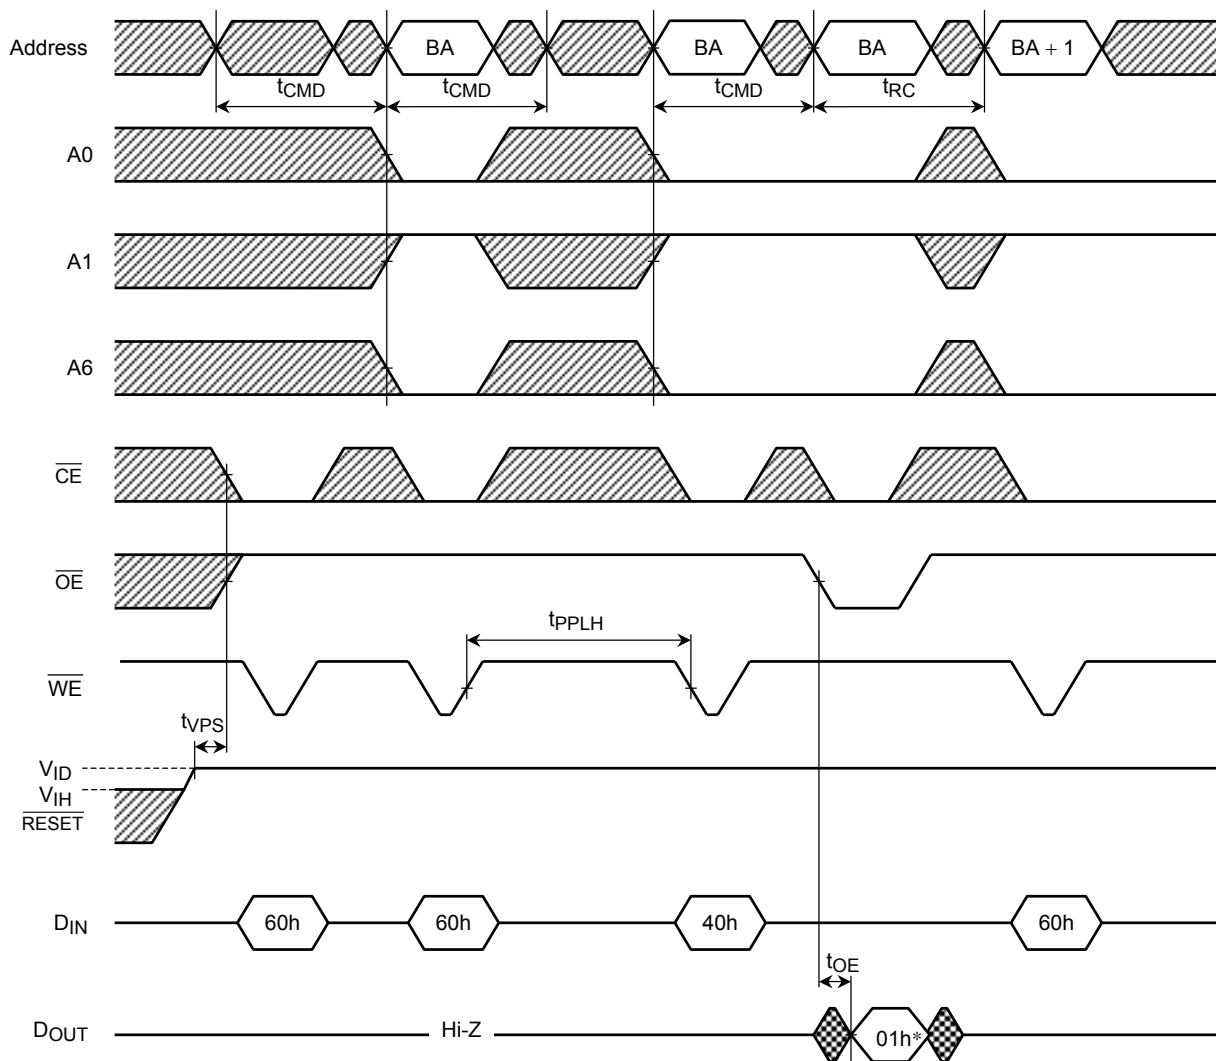 Address BA BA BA BA + 1
tCMD tCMD tCMD tRC
A0
A1
A6
CE
OE
tPPLH
WE
tVPS
VID
VIH
RESET
DIN 60h 60h 40h 60h
tOE
DOUT Hi-Z 01h*